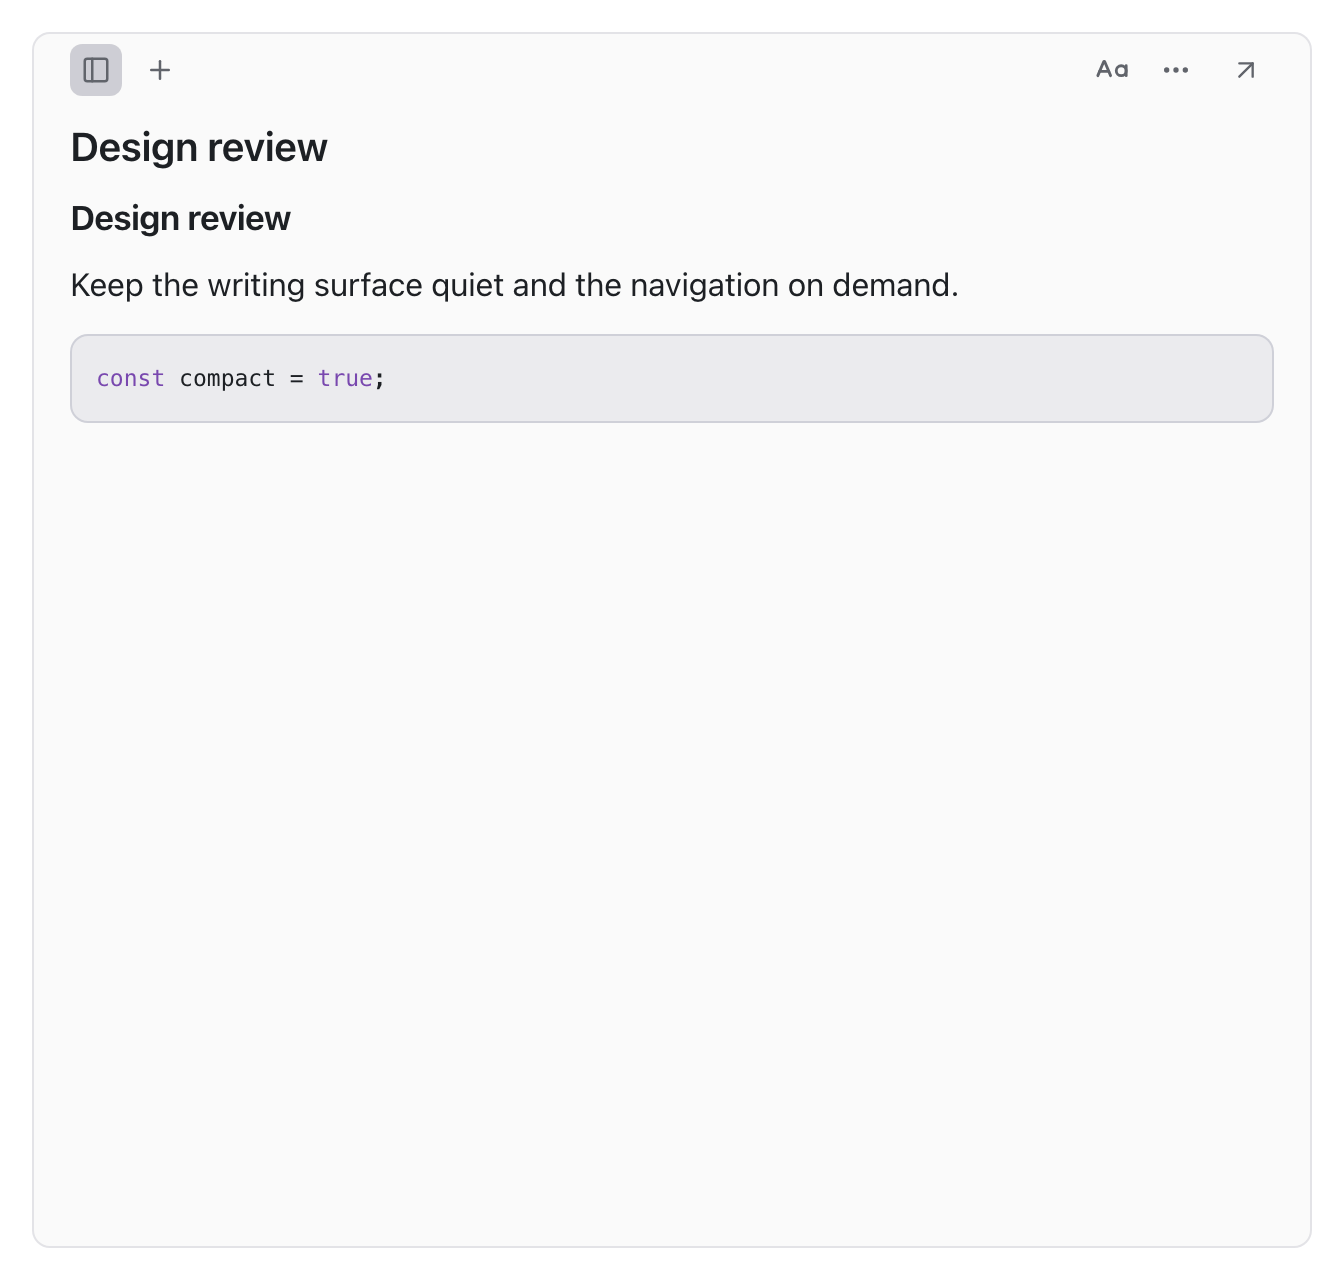 Aa
Design review
Design review
Keep the writing surface quiet and the navigation on demand.
const compact = true;